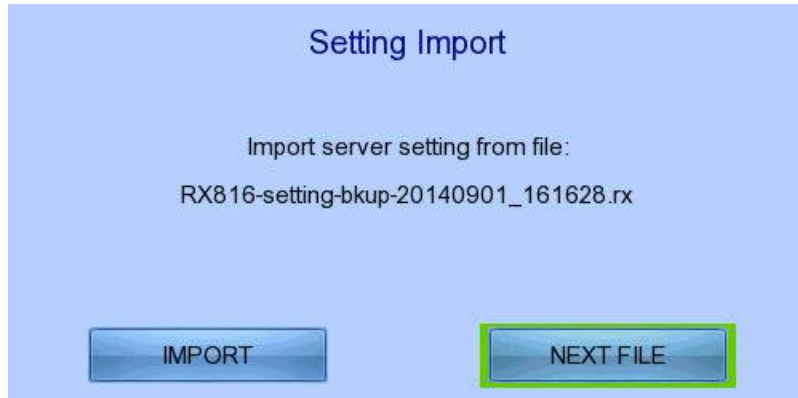 Setting Import
Import server setting from file:
RX816-setting-bkup-20140901_161628.rx
IMPORT
NEXT FILE